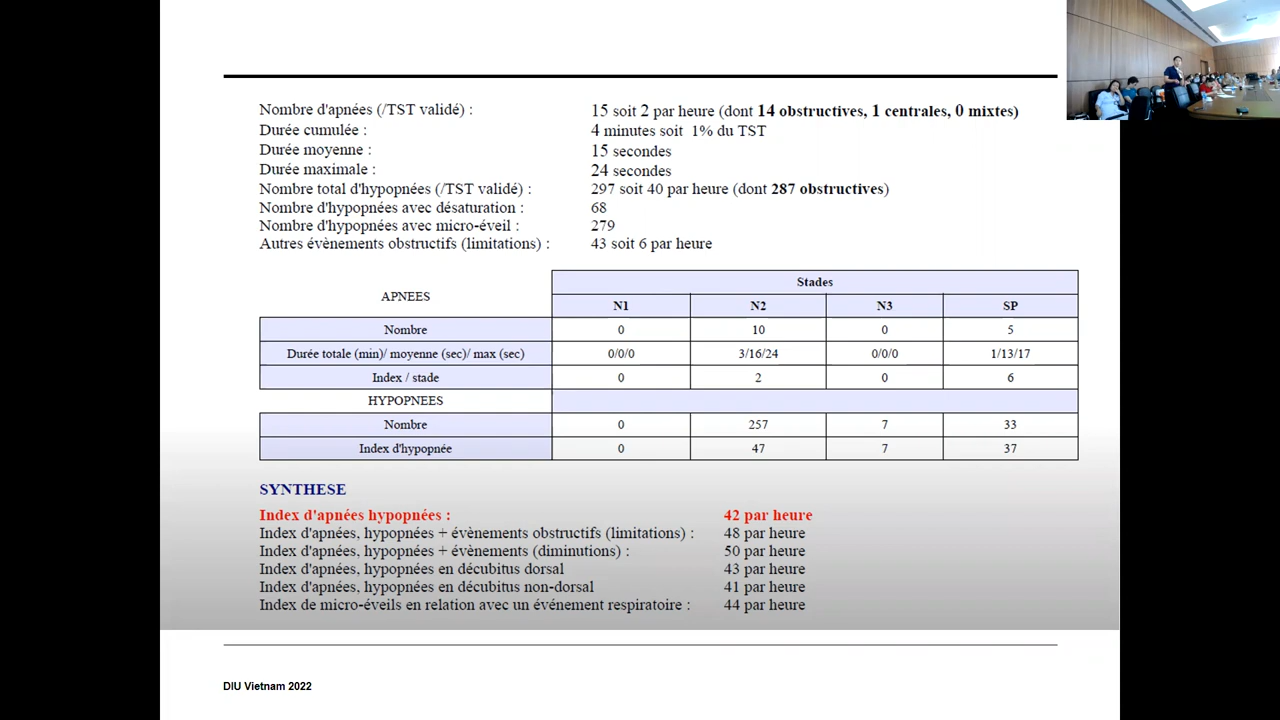 Nombre d'apnées (/TST validé) : 15 soit 2 par heure (dont 14 obstructives, 1 centrales, 0 mixtes)
Durée cumulée : 4 minutes soit 1% du TST
Durée moyenne : 15 secondes
Durée maximale : 24 secondes
Nombre total d'hypopnées (/TST validé) : 297 soit 40 par heure (dont 287 obstructives)
Nombre d'hypopnées avec désaturation : 68
Nombre d'hypopnées avec micro-éveil : 279
Autres évènements obstructifs (limitations) : 43 soit 6 par heure
APNEES Stades
N1 N2 N3 SP
Nombre 0 10 0 5
Durée totale (min)/ moyenne (sec)/ max (sec) 0/0/0 3/16/24 0/0/0 1/13/17
Index / stade 0 2 0 6
HYPOPNEES
Nombre 0 257 7 33
Index d'hypopnée 0 47 7 37
SYNTHESE
Index d'apnées hypopnées : 42 par heure
Index d'apnées, hypopnées + évènements obstructifs (limitations) : 48 par heure
Index d'apnées, hypopnées + évènements (diminutions) : 50 par heure
Index d'apnées, hypopnées en décubitus dorsal 43 par heure
Index d'apnées, hypopnées en décubitus non-dorsal 41 par heure
Index de micro-éveils en relation avec un événement respiratoire : 44 par heure
DIU Vietnam 2022